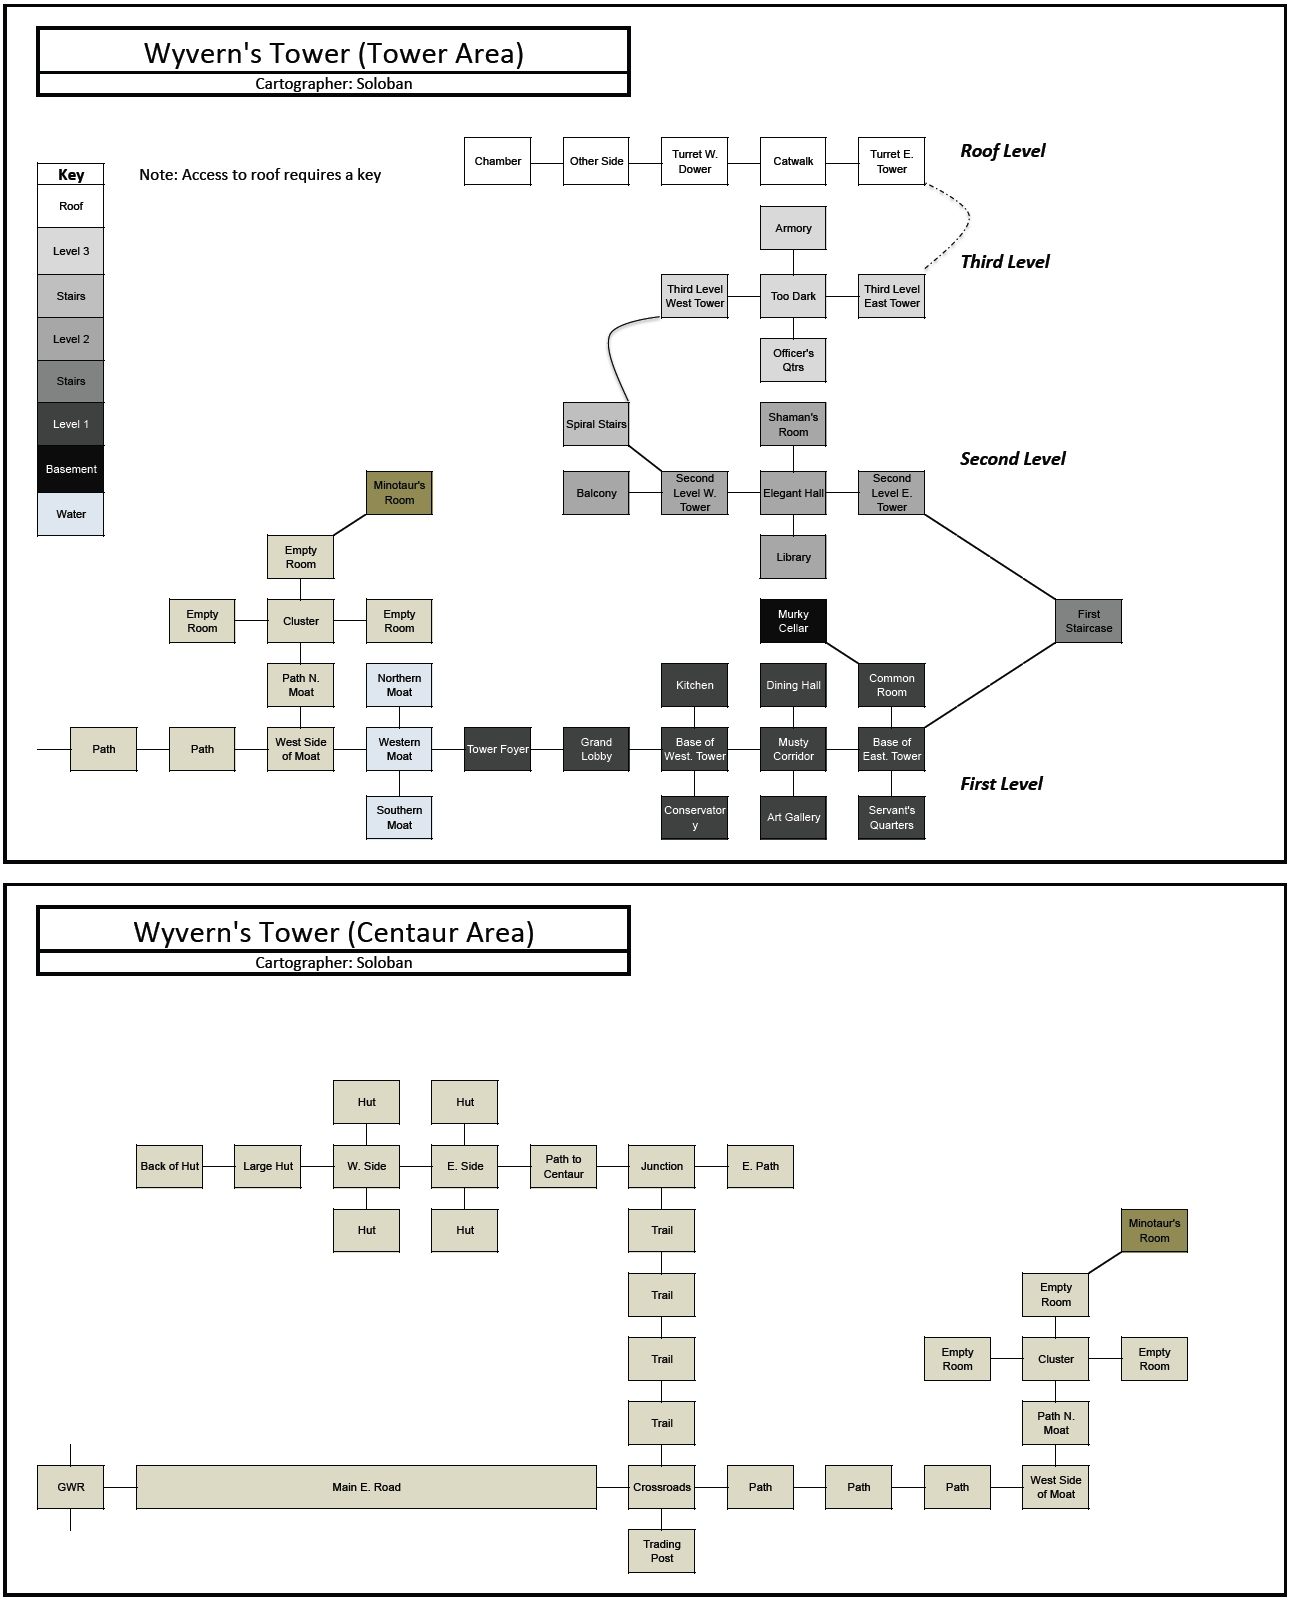 Wyvern's Tower (Tower Area)
Cartographer: Soloban
Key
Roof
Level 3
Stairs
Level 2
Stairs
Level 1
Basement
Water
Note: Access to roof requires a key
Chamber
Other Side
Turret W.
Dower
Catwalk
Turret E.
Tower
Roof Level
Armory
Third Level
West Tower
Too Dark
Third Level
East Tower
Third Level
Officer's
Qtrs
Spiral Stairs
Shaman's
Room
Second Level
Balcony
Second
Level W.
Tower
Elegant Hall
Second
Level E.
Tower
Library
Minotaur's
Room
Empty
Room
Empty
Room
Cluster
Empty
Room
Murky
Cellar
First
Staircase
Path N.
Moat
Northern
Moat
Kitchen
Dining Hall
Common
Room
Path
Path
West Side
of Moat
Western
Moat
Tower Foyer
Grand
Lobby
Base of
West. Tower
Musty
Corridor
Base of
East. Tower
First Level
Southern
Moat
Conservator
y
Art Gallery
Servant's
Quarters
Wyvern's Tower (Centaur Area)
Cartographer: Soloban
Hut
Hut
Back of Hut
Large Hut
W. Side
E. Side
Path to
Centaur
Junction
E. Path
Hut
Hut
Trail
Minotaur's
Room
Trail
Empty
Room
Trail
Empty
Room
Cluster
Empty
Room
Trail
Path N.
Moat
GWR
Main E. Road
Crossroads
Path
Path
Path
West Side
of Moat
Trading
Post